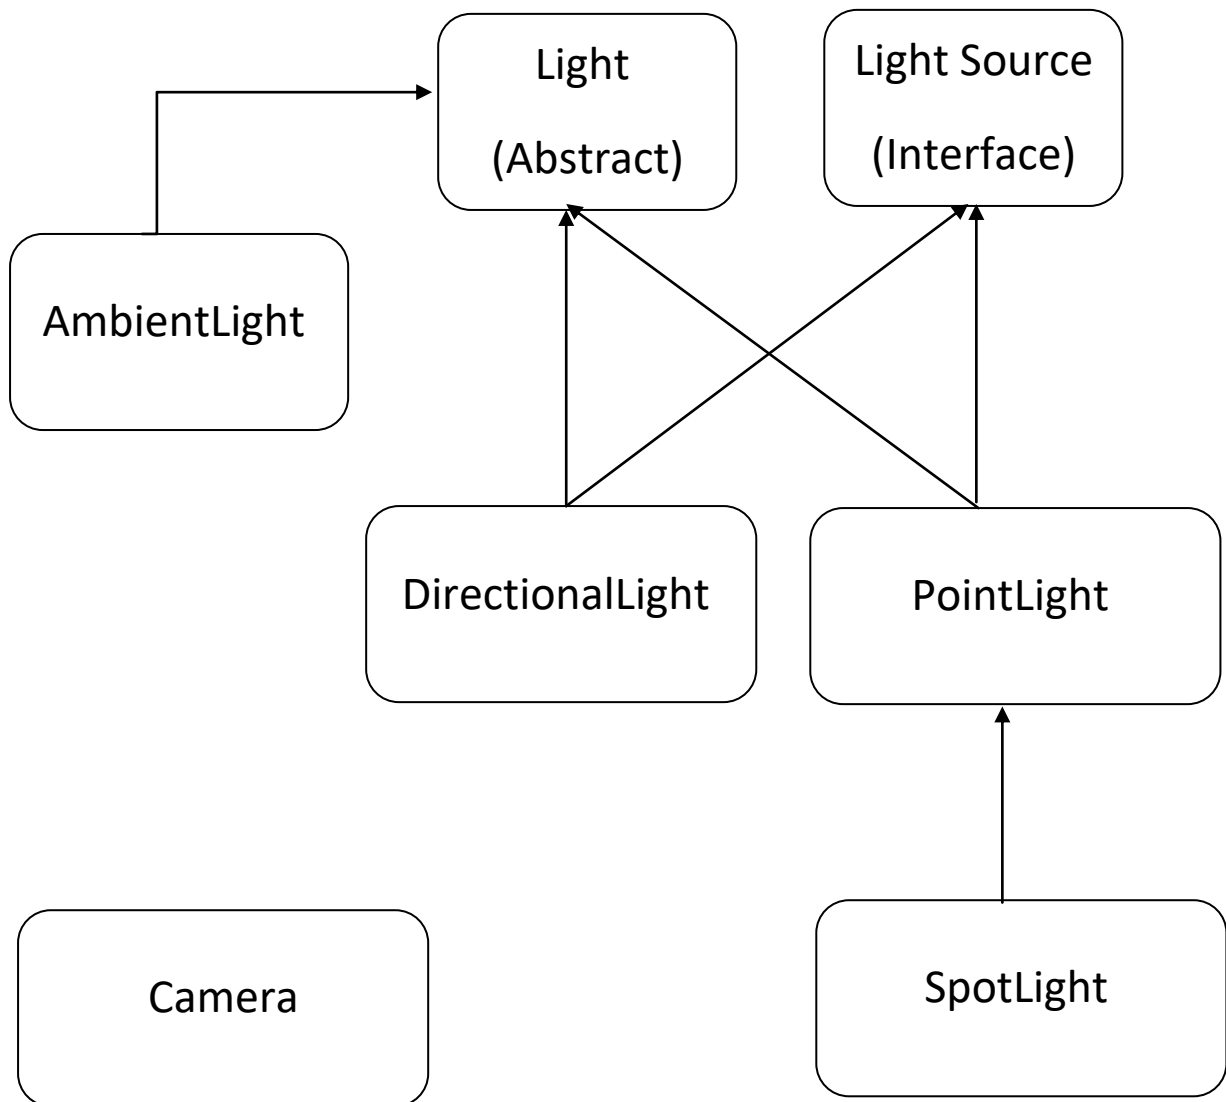 Light
(Abstract)
Light Source
(Interface)
AmbientLight
DirectionalLight
PointLight
Camera
SpotLight